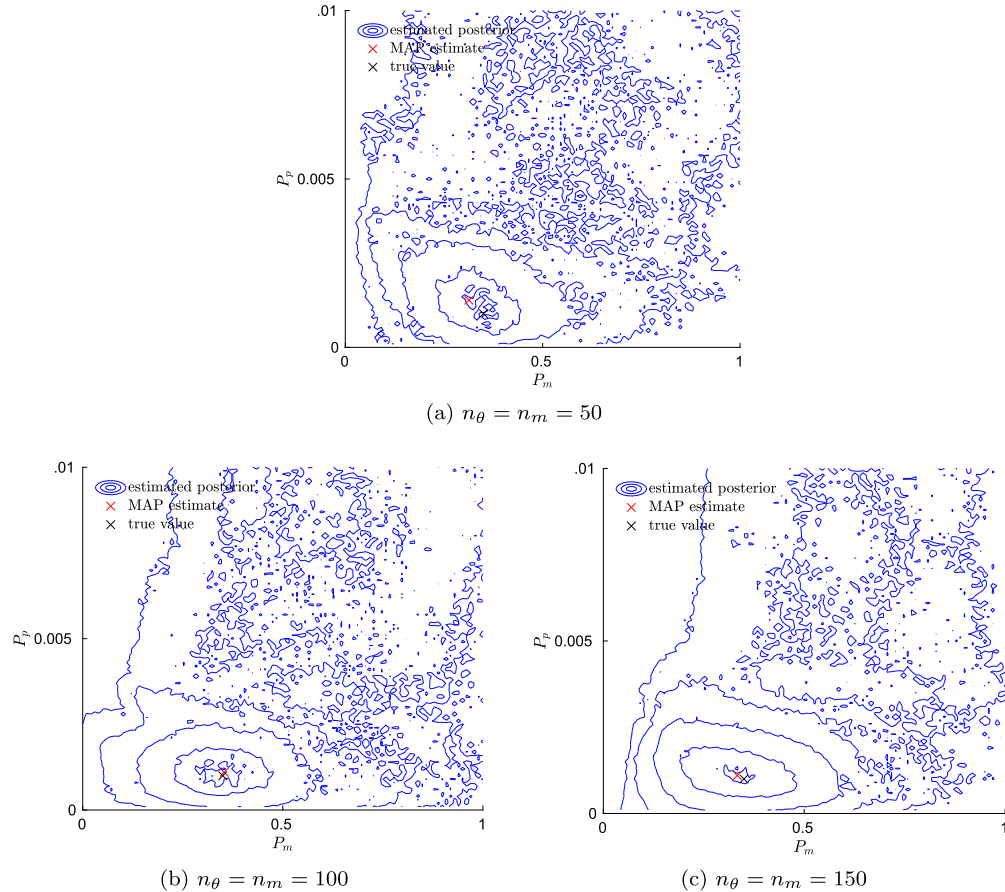 .01
estimated posterior
MAP estimate
true value
P_p
0.005
0
0
0.5
1
P_m
(a) n_θ = n_m = 50
.01
estimated posterior
MAP estimate
true value
P_p
0.005
0
0
0.5
1
P_m
(b) n_θ = n_m = 100
.01
estimated posterior
MAP estimate
true value
P_p
0.005
0
0
0.5
1
P_m
(c) n_θ = n_m = 150